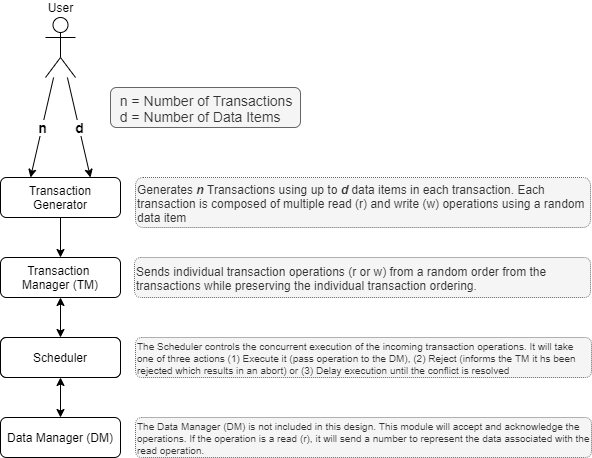 User
n = Number of Transactions
d = Number of Data Items
n
d
Transaction
Generator
Generates n Transactions using up to d data items in each transaction. Each
transaction is composed of multiple read (r) and write (w) operations using a random
data item
Transaction
Manager (TM)
Sends individual transaction operations (r or w) from a random order from the
transactions while preserving the individual transaction ordering.
Scheduler
The Scheduler controls the concurrent execution of the incoming transaction operations. It will take
one of three actions (1) Execute it (pass operation to the DM), (2) Reject (informs the TM it hs been
rejected which results in an abort) or (3) Delay execution until the conflict is resolved
Data Manager (DM)
The Data Manager (DM) is not included in this design. This module will accept and acknowledge the
operations. If the operation is a read (r), it will send a number to represent the data associated with the
read operation.